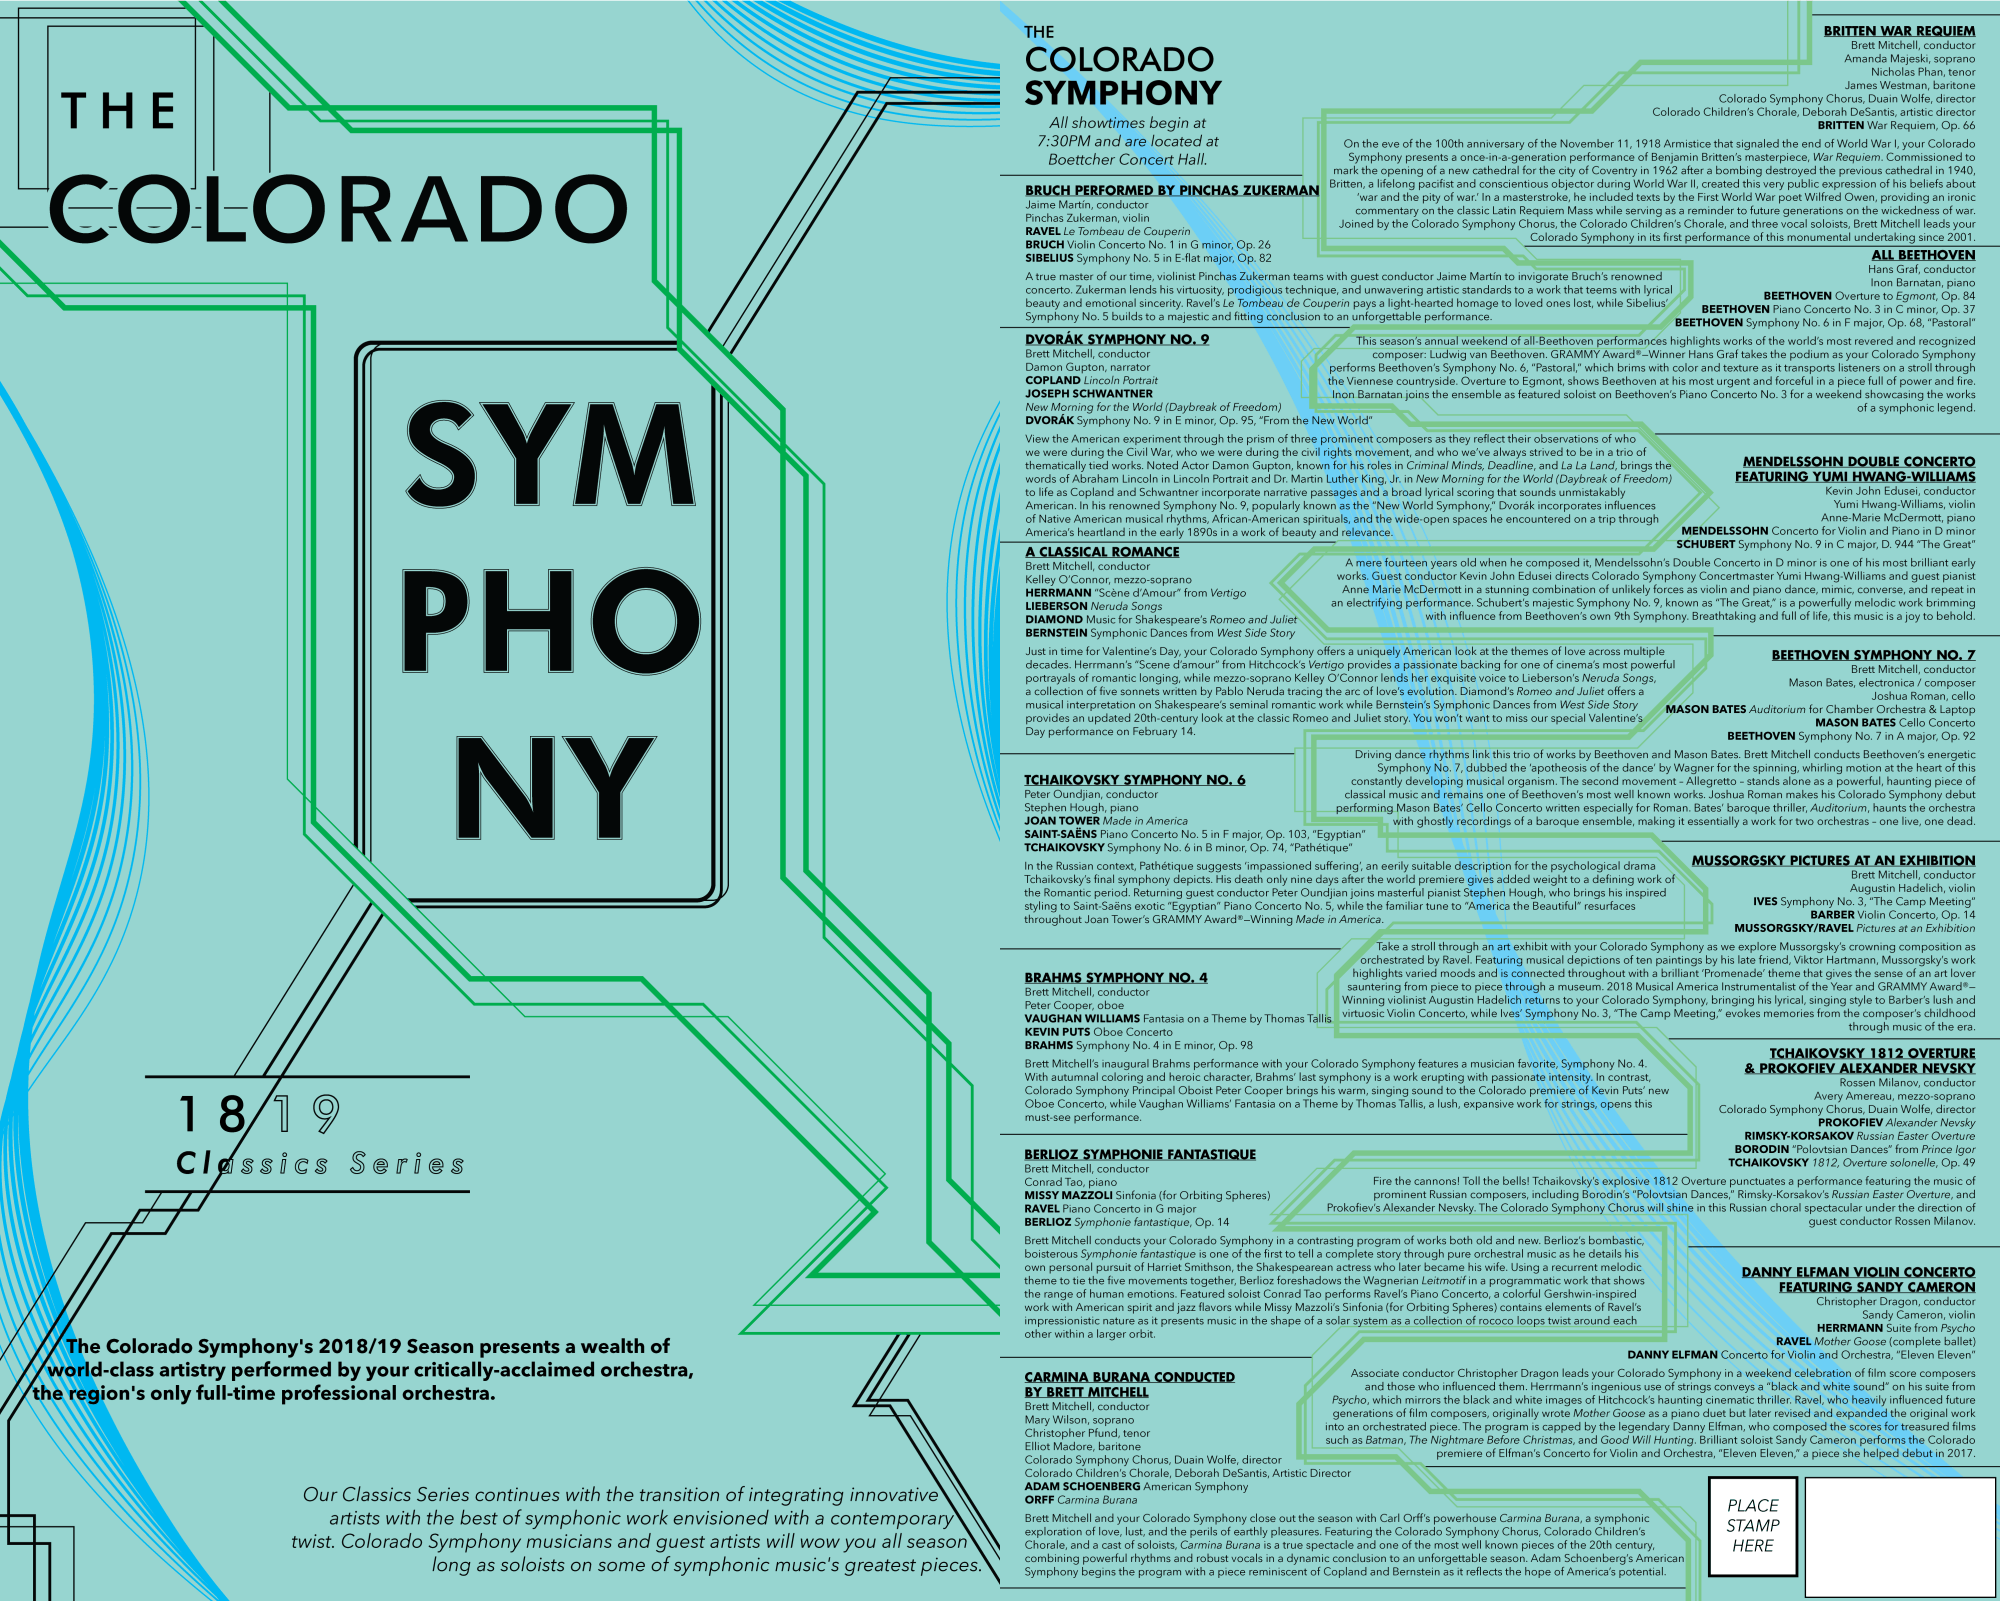 THE
COLORADO
SYM
PHO
NY
1819
Classics Series
The Colorado Symphony's 2018/19 Season presents a wealth of
world-class artistry performed by your critically-acclaimed orchestra,
the region's only full-time professional orchestra.
Our Classics Series continues with the transition of integrating innovative
artists with the best of symphonic work envisioned with a contemporary
twist. Colorado Symphony musicians and guest artists will wow you all season
long as soloists on some of symphonic music's greatest pieces.
THE
COLORADO
SYMPHONY
All showtimes begin at
7:30PM and are located at
Boettcher Concert Hall.
BRUCH PERFORMED BY PINCHAS ZUKERMAN
Jaime Martín, conductor
Pinchas Zukerman, violin
RAVEL Le Tombeau de Couperin
BRUCH Violin Concerto No. 1 in G minor, Op. 26
SIBELIUS Symphony No. 5 in E-flat major, Op. 82
A true master of our time, violinist Pinchas Zukerman teams with guest conductor Jaime Martín to invigorate Bruch's renowned
concerto. Zukerman lends his virtuosity, prodigious technique, and unwavering artistic standards to a work that teems with lyrical
beauty and emotional sincerity. Ravel's Le Tombeau de Couperin pays a light-hearted homage to loved ones lost, while Sibelius'
Symphony No. 5 builds to a majestic and fitting conclusion to an unforgettable performance.
DVORÁK SYMPHONY NO. 9
Brett Mitchell, conductor
Damon Gupton, narrator
COPLAND Lincoln Portrait
JOSEPH SCHWANTNER
New Morning for the World (Daybreak of Freedom)
DVORÁK Symphony No. 9 in E minor, Op. 95, "From the New World"
View the American experiment through the prism of three prominent composers as they reflect their observations of who
we were during the Civil War, who we were during the civil rights movement, and who we've always strived to be in a trio of
thematically tied works. Noted Actor Damon Gupton, known for his roles in Criminal Minds, Deadline, and La La Land, brings the
words of Abraham Lincoln in Lincoln Portrait and Dr. Martin Luther King, Jr. in New Morning for the World (Daybreak of Freedom)
to life as Copland and Schwantner incorporate narrative passages and a broad lyrical scoring that sounds unmistakably
American. In his renowned Symphony No. 9, popularly known as the "New World Symphony," Dvorák incorporates influences
of Native American musical rhythms, African-American spirituals, and the wide-open spaces he encountered on a trip through
America's heartland in the early 1890s in a work of beauty and relevance.
A CLASSICAL ROMANCE
Brett Mitchell, conductor
Kelley O'Connor, mezzo-soprano
HERRMANN "Scène d'Amour" from Vertigo
LIEBERSON Neruda Songs
DIAMOND Music for Shakespeare's Romeo and Juliet
BERNSTEIN Symphonic Dances from West Side Story
Just in time for Valentine's Day, your Colorado Symphony offers a uniquely American look at the themes of love across multiple
decades. Herrmann's "Scene d'amour" from Hitchcock's Vertigo provides a passionate backing for one of cinema's most powerful
portrayals of romantic longing, while mezzo-soprano Kelley O'Connor lends her exquisite voice to Lieberson's Neruda Songs,
a collection of five sonnets written by Pablo Neruda tracing the arc of love's evolution. Diamond's Romeo and Juliet offers a
musical interpretation on Shakespeare's seminal romantic work while Bernstein's Symphonic Dances from West Side Story
provides an updated 20th-century look at the classic Romeo and Juliet story. You won't want to miss our special Valentine's
Day performance on February 14.
TCHAIKOVSKY SYMPHONY NO. 6
Peter Oundjian, conductor
Stephen Hough, piano
JOAN TOWER Made in America
SAINT-SAËNS Piano Concerto No. 5 in F major, Op. 103, "Egyptian"
TCHAIKOVSKY Symphony No. 6 in B minor, Op. 74, "Pathétique"
In the Russian context, Pathétique suggests 'impassioned suffering', an eerily suitable description for the psychological drama
Tchaikovsky's final symphony depicts. His death only nine days after the world premiere gives added weight to a defining work of
the Romantic period. Returning guest conductor Peter Oundjian joins masterful pianist Stephen Hough, who brings his inspired
styling to Saint-Saëns exotic "Egyptian" Piano Concerto No. 5, while the familiar tune to "America the Beautiful" resurfaces
throughout Joan Tower's GRAMMY Award®—Winning Made in America.
BRAHMS SYMPHONY NO. 4
Brett Mitchell, conductor
Peter Cooper, oboe
VAUGHAN WILLIAMS Fantasia on a Theme by Thomas Tallis
KEVIN PUTS Oboe Concerto
BRAHMS Symphony No. 4 in E minor, Op. 98
Brett Mitchell's inaugural Brahms performance with your Colorado Symphony features a musician favorite, Symphony No. 4.
With autumnal coloring and heroic character, Brahms' last symphony is a work erupting with passionate intensity. In contrast,
Colorado Symphony Principal Oboist Peter Cooper brings his warm, singing sound to the Colorado premiere of Kevin Puts' new
Oboe Concerto, while Vaughan Williams' Fantasia on a Theme by Thomas Tallis, a lush, expansive work for strings, opens this
must-see performance.
BERLIOZ SYMPHONIE FANTASTIQUE
Brett Mitchell, conductor
Conrad Tao, piano
MISSY MAZZOLI Sinfonia (for Orbiting Spheres)
RAVEL Piano Concerto in G major
BERLIOZ Symphonie fantastique, Op. 14
Brett Mitchell conducts your Colorado Symphony in a contrasting program of works both old and new. Berlioz's bombastic,
boisterous Symphonie fantastique is one of the first to tell a complete story through pure orchestral music as he details his
own personal pursuit of Harriet Smithson, the Shakespearean actress who later became his wife. Using a recurrent melodic
theme to tie the five movements together, Berlioz foreshadows the Wagnerian Leitmotif in a programmatic work that shows
the range of human emotions. Featured soloist Conrad Tao performs Ravel's Piano Concerto, a colorful Gershwin-inspired
work with American spirit and jazz flavors while Missy Mazzoli's Sinfonia (for Orbiting Spheres) contains elements of Ravel's
impressionistic nature as it presents music in the shape of a solar system as a collection of rococo loops twist around each
other within a larger orbit.
CARMINA BURANA CONDUCTED
BY BRETT MITCHELL
Brett Mitchell, conductor
Mary Wilson, soprano
Christopher Pfund, tenor
Elliot Madore, baritone
Colorado Symphony Chorus, Duain Wolfe, director
Colorado Children's Chorale, Deborah DeSantis, Artistic Director
ADAM SCHOENBERG American Symphony
ORFF Carmina Burana
Brett Mitchell and your Colorado Symphony close out the season with Carl Orff's powerhouse Carmina Burana, a symphonic
exploration of love, lust, and the perils of earthly pleasures. Featuring the Colorado Symphony Chorus, Colorado Children's
Chorale, and a cast of soloists, Carmina Burana is a true spectacle and one of the most well known pieces of the 20th century,
combining powerful rhythms and robust vocals in a dynamic conclusion to an unforgettable season. Adam Schoenberg's American
Symphony begins the program with a piece reminiscent of Copland and Bernstein as it reflects the hope of America's potential.
BRITTEN WAR REQUIEM
Brett Mitchell, conductor
Amanda Majeski, soprano
Nicholas Phan, tenor
James Westman, baritone
Colorado Symphony Chorus, Duain Wolfe, director
Colorado Children's Chorale, Deborah DeSantis, artistic director
BRITTEN War Requiem, Op. 66
On the eve of the 100th anniversary of the November 11, 1918 Armistice that signaled the end of World War I, your Colorado
Symphony presents a once-in-a-generation performance of Benjamin Britten's masterpiece, War Requiem. Commissioned to
mark the opening of a new cathedral for the city of Coventry in 1962 after a bombing destroyed the previous cathedral in 1940,
Britten, a lifelong pacifist and conscientious objector during World War II, created this very public expression of his beliefs about
'war and the pity of war.' In a masterstroke, he included texts by the First World War poet Wilfred Owen, providing an ironic
commentary on the classic Latin Requiem Mass while serving as a reminder to future generations on the wickedness of war.
Joined by the Colorado Symphony Chorus, the Colorado Children's Chorale, and three vocal soloists, Brett Mitchell leads your
Colorado Symphony in its first performance of this monumental undertaking since 2001.
ALL BEETHOVEN
Hans Graf, conductor
Inon Barnatan, piano
BEETHOVEN Overture to Egmont, Op. 84
BEETHOVEN Piano Concerto No. 3 in C minor, Op. 37
BEETHOVEN Symphony No. 6 in F major, Op. 68, "Pastoral"
This season's annual weekend of all-Beethoven performances highlights works of the world's most revered and recognized
composer: Ludwig van Beethoven. GRAMMY Award®—Winner Hans Graf takes the podium as your Colorado Symphony
performs Beethoven's Symphony No. 6, "Pastoral," which brims with color and texture as it transports listeners on a stroll through
the Viennese countryside. Overture to Egmont, shows Beethoven at his most urgent and forceful in a piece full of power and fire.
Inon Barnatan joins the ensemble as featured soloist on Beethoven's Piano Concerto No. 3 for a weekend showcasing the works
of a symphonic legend.
MENDELSSOHN DOUBLE CONCERTO
FEATURING YUMI HWANG-WILLIAMS
Kevin John Edusei, conductor
Yumi Hwang-Williams, violin
Anne-Marie McDermott, piano
MENDELSSOHN Concerto for Violin and Piano in D minor
SCHUBERT Symphony No. 9 in C major, D. 944 "The Great"
A mere fourteen years old when he composed it, Mendelssohn's Double Concerto in D minor is one of his most brilliant early
works. Guest conductor Kevin John Edusei directs Colorado Symphony Concertmaster Yumi Hwang-Williams and guest pianist
Anne Marie McDermott in a stunning combination of unlikely forces as violin and piano dance, mimic, converse, and repeat in
an electrifying performance. Schubert's majestic Symphony No. 9, known as "The Great," is a powerfully melodic work brimming
with influence from Beethoven's own 9th Symphony. Breathtaking and full of life, this music is a joy to behold.
BEETHOVEN SYMPHONY NO. 7
Brett Mitchell, conductor
Mason Bates, electronica / composer
Joshua Roman, cello
MASON BATES Auditorium for Chamber Orchestra & Laptop
MASON BATES Cello Concerto
BEETHOVEN Symphony No. 7 in A major, Op. 92
Driving dance rhythms link this trio of works by Beethoven and Mason Bates. Brett Mitchell conducts Beethoven's energetic
Symphony No. 7, dubbed the 'apotheosis of the dance' by Wagner for the spinning, whirling motion at the heart of this
constantly developing musical organism. The second movement – Allegretto – stands alone as a powerful, haunting piece of
classical music and remains one of Beethoven's most well known works. Joshua Roman makes his Colorado Symphony debut
performing Mason Bates' Cello Concerto written especially for Roman. Bates' baroque thriller, Auditorium, haunts the orchestra
with ghostly recordings of a baroque ensemble, making it essentially a work for two orchestras – one live, one dead.
MUSSORGSKY PICTURES AT AN EXHIBITION
Brett Mitchell, conductor
Augustin Hadelich, violin
IVES Symphony No. 3, "The Camp Meeting"
BARBER Violin Concerto, Op. 14
MUSSORGSKY/RAVEL Pictures at an Exhibition
Take a stroll through an art exhibit with your Colorado Symphony as we explore Mussorgsky's crowning composition as
orchestrated by Ravel. Featuring musical depictions of ten paintings by his late friend, Viktor Hartmann, Mussorgsky's work
highlights varied moods and is connected throughout with a brilliant 'Promenade' theme that gives the sense of an art lover
sauntering from piece to piece through a museum. 2018 Musical America Instrumentalist of the Year and GRAMMY Award®—
Winning violinist Augustin Hadelich returns to your Colorado Symphony, bringing his lyrical, singing style to Barber's lush and
virtuosic Violin Concerto, while Ives' Symphony No. 3, "The Camp Meeting," evokes memories from the composer's childhood
through music of the era.
TCHAIKOVSKY 1812 OVERTURE
& PROKOFIEV ALEXANDER NEVSKY
Rossen Milanov, conductor
Avery Amereau, mezzo-soprano
Colorado Symphony Chorus, Duain Wolfe, director
PROKOFIEV Alexander Nevsky
RIMSKY-KORSAKOV Russian Easter Overture
BORODIN "Polovtsian Dances" from Prince Igor
TCHAIKOVSKY 1812, Overture solonelle, Op. 49
Fire the cannons! Toll the bells! Tchaikovsky's explosive 1812 Overture punctuates a performance featuring the music of
prominent Russian composers, including Borodin's "Polovtsian Dances," Rimsky-Korsakov's Russian Easter Overture, and
Prokofiev's Alexander Nevsky. The Colorado Symphony Chorus will shine in this Russian choral spectacular under the direction of
guest conductor Rossen Milanov.
DANNY ELFMAN VIOLIN CONCERTO
FEATURING SANDY CAMERON
Christopher Dragon, conductor
Sandy Cameron, violin
HERRMANN Suite from Psycho
RAVEL Mother Goose (complete ballet)
DANNY ELFMAN Concerto for Violin and Orchestra, "Eleven Eleven"
Associate conductor Christopher Dragon leads your Colorado Symphony in a weekend celebration of film score composers
and those who influenced them. Herrmann's ingenious use of strings conveys a "black and white sound" on his suite from
Psycho, which mirrors the black and white images of Hitchcock's haunting cinematic thriller. Ravel, who heavily influenced future
generations of film composers, originally wrote Mother Goose as a piano duet but later revised and expanded the original work
into an orchestrated piece. The program is capped by the legendary Danny Elfman, who composed the scores for treasured films
such as Batman, The Nightmare Before Christmas, and Good Will Hunting. Brilliant soloist Sandy Cameron performs the Colorado
premiere of Elfman's Concerto for Violin and Orchestra, "Eleven Eleven," a piece she helped debut in 2017.
PLACE
STAMP
HERE